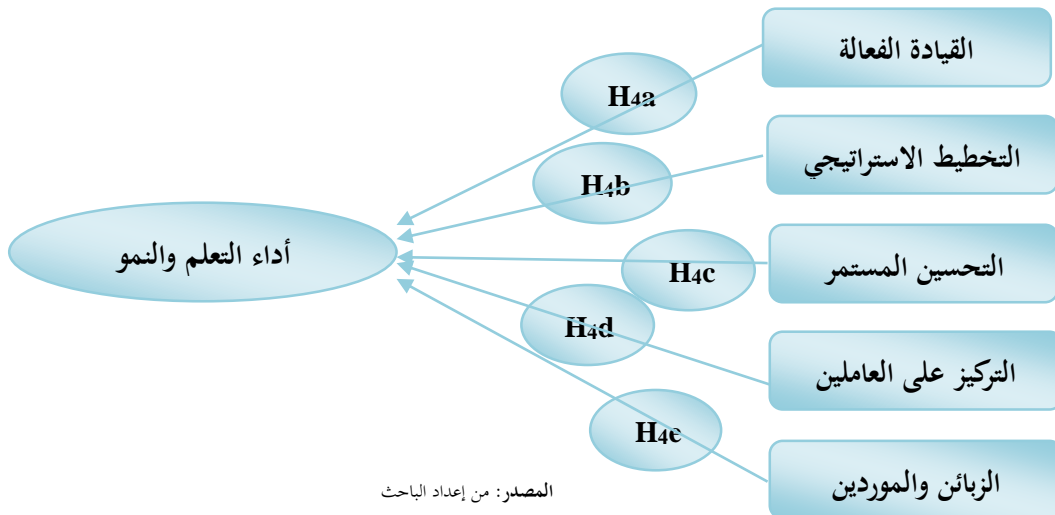 القيادة الفعالة
H4a
التخطيط الاستراتيجي
H4b
أداء التعلم والنمو
التحسين المستمر
H4c
H4d
التركيز على العاملين
H4e
الزبائن والموردين
المصدر: من إعداد الباحث